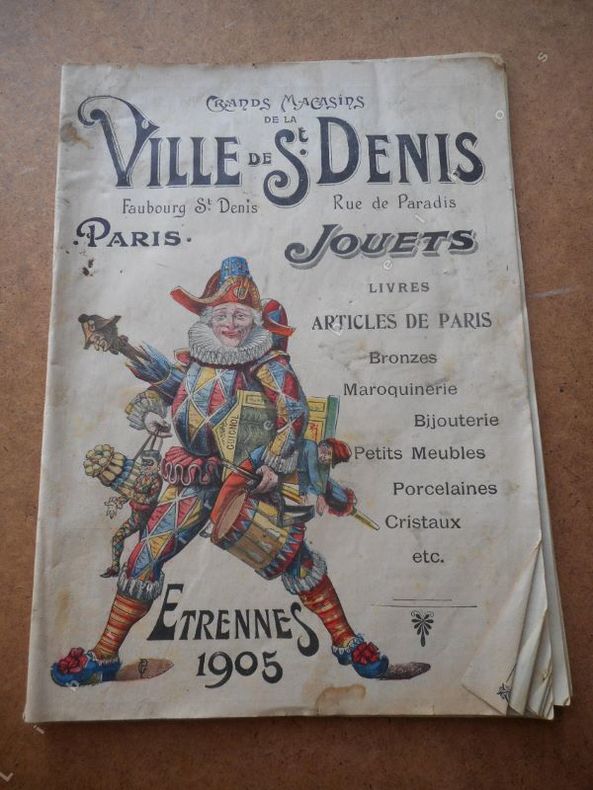 GRANDS MAGASINS
DE LA
VILLE DE St. DENIS
Faubourg St Denis
Rue de Paradis
.PARIS.
JOUETS
LIVRES
ARTICLES DE PARIS
Bronzes
Maroquinerie
Bijouterie
Petits Meubles
Porcelaines
Cristaux
etc.
GUIGNOL
ETRENNES
1905